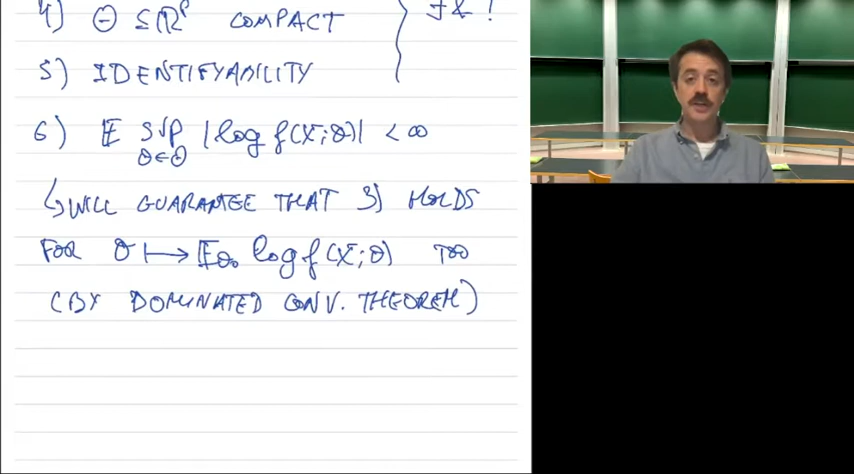 4) Θ ⊆ ℝᵖ COMPACT
∃ & !
5) IDENTIFYABILITY
6) 𝔼 SUP |log f(X;θ)| < ∞
θ∈Θ
↳ WILL GUARANTEE THAT 3) HOLDS
FOR θ ↦ 𝔼θ₀ log f(X;θ) TOO
(BY DOMINATED CONV. THEOREM)